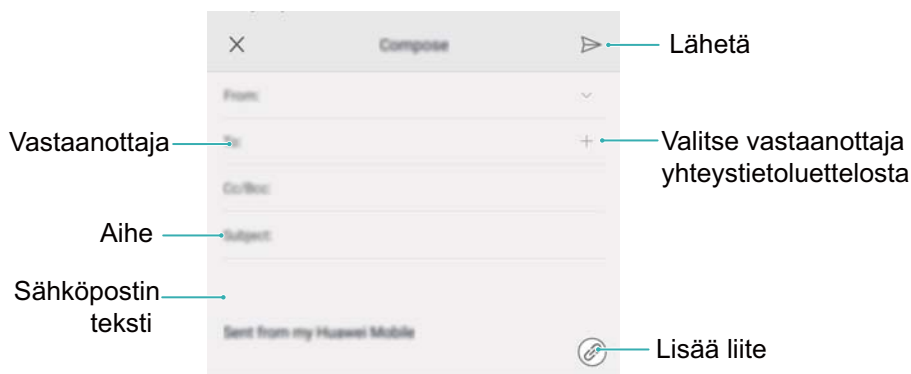 Compose
Lähetä
From:
Vastaanottaja
To:
Valitse vastaanottaja
yhteystietoluettelosta
Cc/Bcc:
Aihe
Subject:
Sähköpostin
teksti
Sent from my Huawei Mobile
Lisää liite